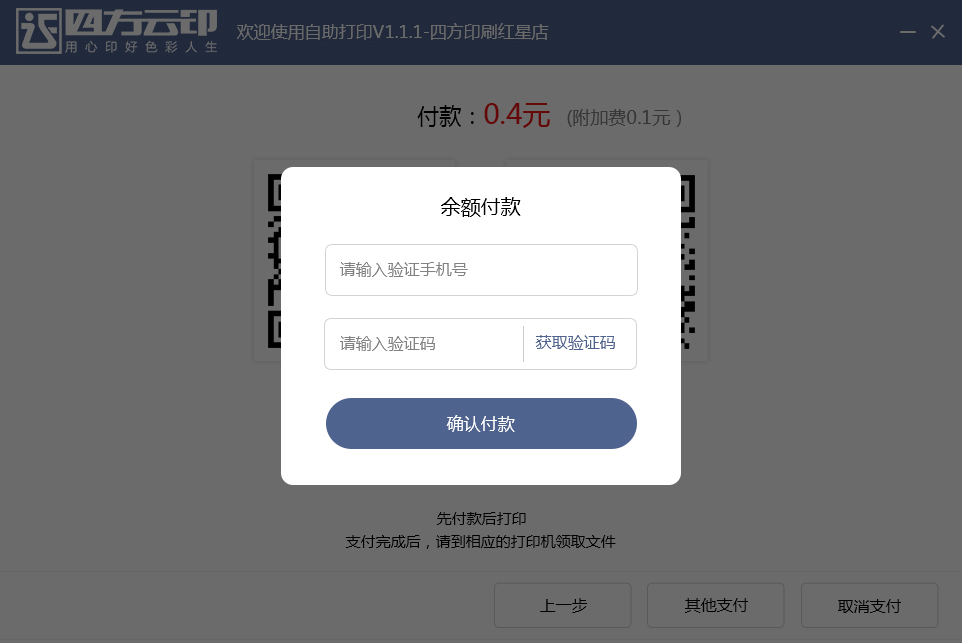 四方云印
用心印好色彩人生
欢迎使用自助打印V1.1.1-四方印刷红星店
付款：0.4元 (附加费0.1元 )
余额付款
请输入验证手机号
请输入验证码 获取验证码
确认付款
先付款后打印
支付完成后，请到相应的打印机领取文件
上一步 其他支付 取消支付